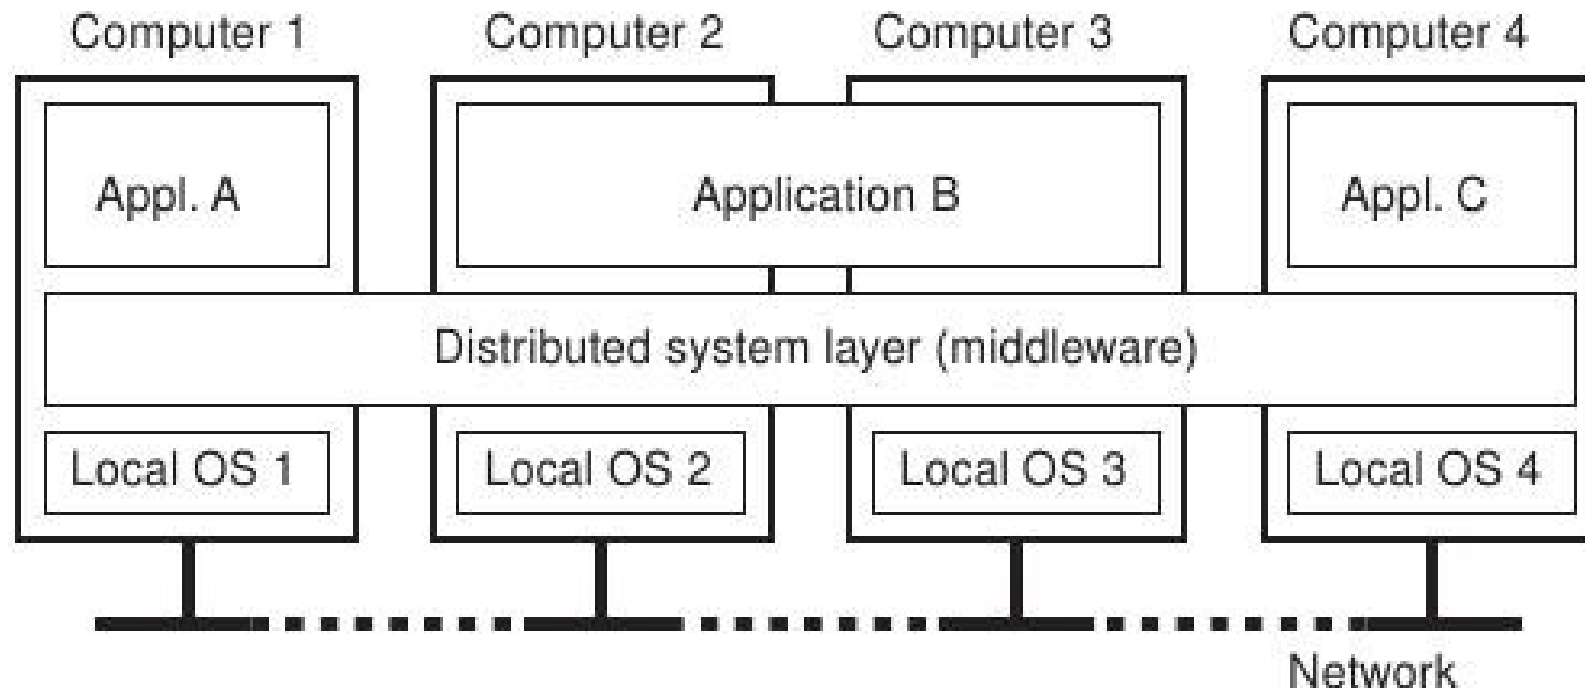 Computer 1
Computer 2
Computer 3
Computer 4
Appl. A
Application B
Appl. C
Distributed system layer (middleware)
Local OS 1
Local OS 2
Local OS 3
Local OS 4
Network